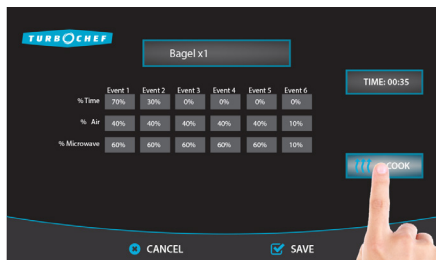 TURBOCHEF
Bagel x1
TIME: 00:35
Event 1 Event 2 Event 3 Event 4 Event 5 Event 6
% Time 70% 30% 0% 0% 0% 0%
% Air 40% 40% 40% 40% 40% 10%
% Microwave 60% 60% 60% 60% 60% 10%
COOK
CANCEL SAVE